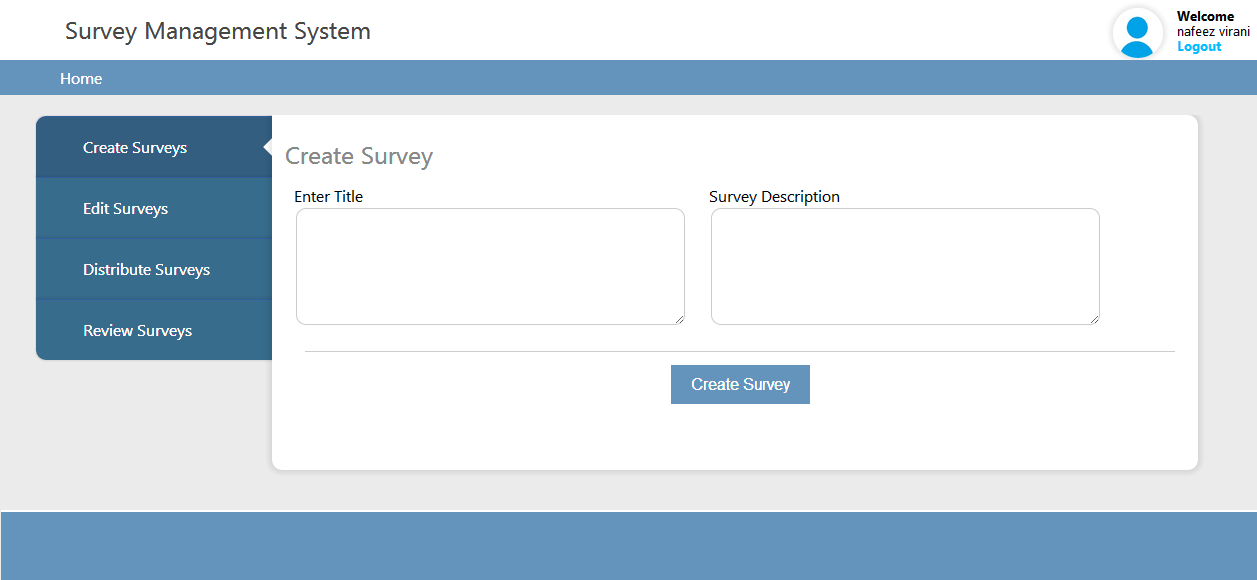 Survey Management System
Welcome
nafeez virani
Logout
Home
Create Surveys
Edit Surveys
Distribute Surveys
Review Surveys
Create Survey
Enter Title
Survey Description
Create Survey